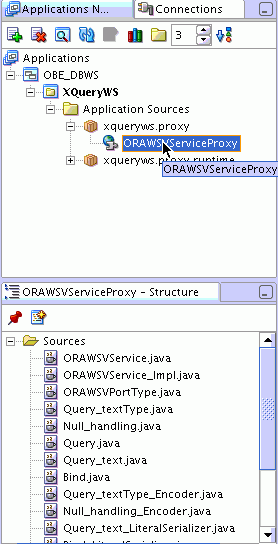 Applications N...
Connections
3
Applications
OBE_DBWS
XQueryWS
Application Sources
xqueryws.proxy
ORAWSVServiceProxy
ORAWSVServiceProxy
xqueryws.proxy.runtime
ORAWSVServiceProxy - Structure
Sources
ORAWSVService.java
ORAWSVService_Impl.java
ORAWSVPortType.java
Query_textType.java
Null_handling.java
Query.java
Query_text.java
Bind.java
Query_textType_Encoder.java
Null_handling_Encoder.java
Query_text_LiteralSerializer.java